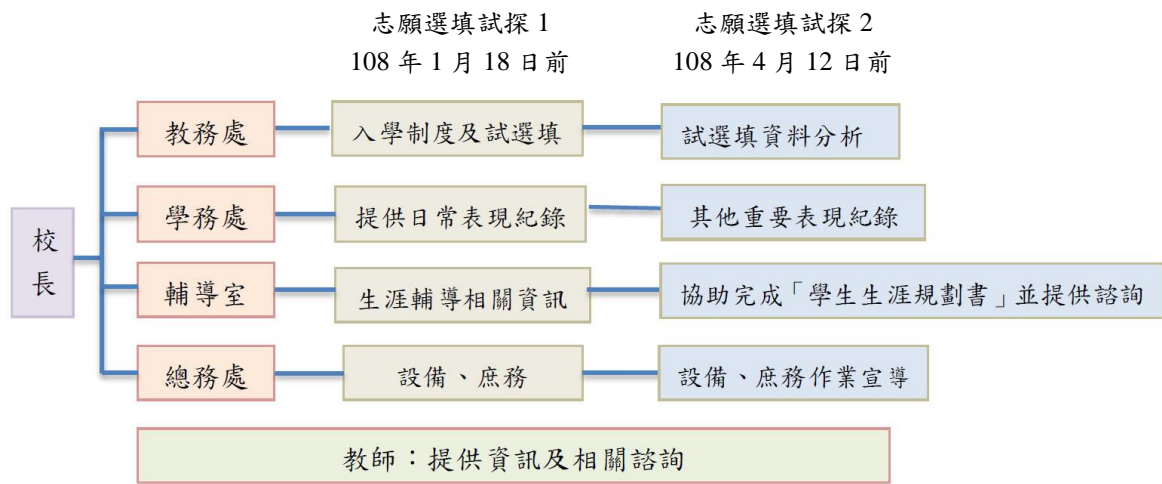 志願選填試探 1
108 年 1 月 18 日前
志願選填試探 2
108 年 4 月 12 日前
校長
教務處
入學制度及試選填
試選填資料分析
學務處
提供日常表現紀錄
其他重要表現紀錄
輔導室
生涯輔導相關資訊
協助完成「學生生涯規劃書」並提供諮詢
總務處
設備、庶務
設備、庶務作業宣導
教師：提供資訊及相關諮詢